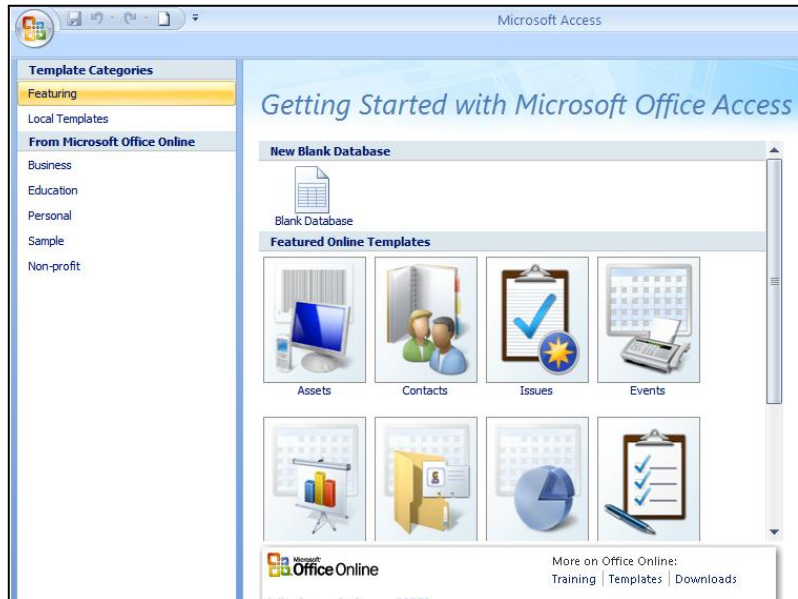 Microsoft Access
Template Categories
Featuring
Local Templates
From Microsoft Office Online
Business
Education
Personal
Sample
Non-profit
Getting Started with Microsoft Office Access
New Blank Database
Blank Database
Featured Online Templates
Assets Contacts Issues Events
Microsoft
Office Online
More on Office Online:
Training | Templates | Downloads